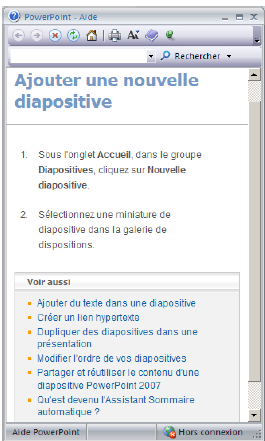 PowerPoint - Aide
Rechercher
Ajouter une nouvelle
diapositive
1. Sous l'onglet Accueil, dans le groupe
Diapositives, cliquez sur Nouvelle
diapositive.
2. Sélectionnez une miniature de
diapositive dans la galerie de
dispositions.
Voir aussi
Ajouter du texte dans une diapositive
Créer un lien hypertexte
Dupliquer des diapositives dans une
présentation
Modifier l'ordre de vos diapositives
Partager et réutiliser le contenu d'une
diapositive PowerPoint 2007
Qu'est devenu l'Assistant Sommaire
automatique ?
Aide PowerPoint
Hors connexion